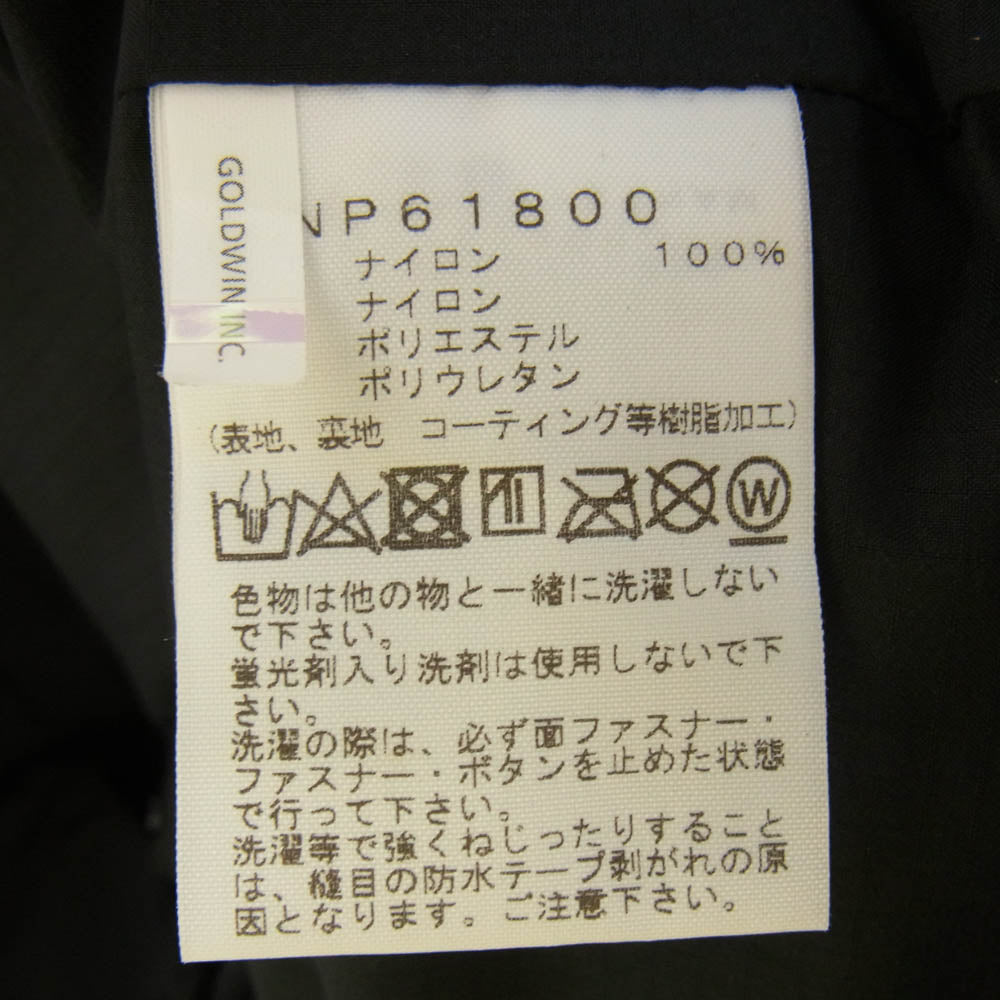 GOLDWIN INC.
NP61800
ナイロン 100%
ナイロン
ポリエステル
ポリウレタン
(表地、裏地 コーティング等樹脂加工)
W
色物は他の物と一緒に洗濯しない
で下さい。
蛍光剤入り洗剤は使用しないで下
さい。
洗濯の際は、必ず面ファスナー・
ファスナー・ボタンを止めた状態
で行って下さい。
洗濯等で強くねじったりすること
は、縫目の防水テープ剥がれの原
因となります。ご注意下さい。